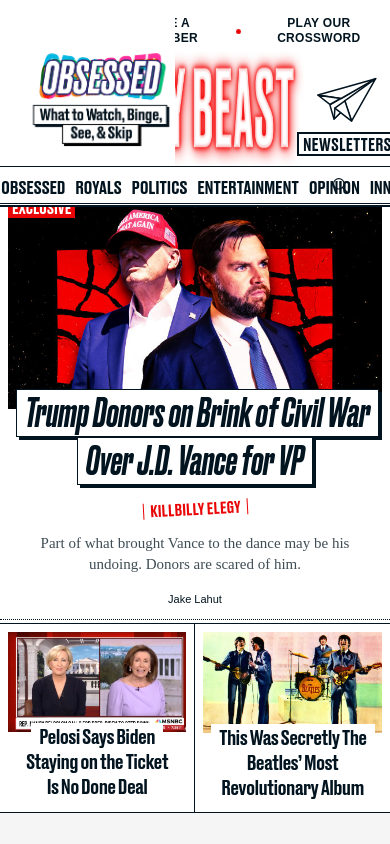 E A
BER
PLAY OUR
CROSSWORD
OBSESSED
What to Watch, Binge,
See, & Skip
Y BEAST
NEWSLETTERS
OBSESSED ROYALS POLITICS ENTERTAINMENT OPINION INN
EXCLUSIVE
AMERICA
AGAIN
Trump Donors on Brink of Civil War
Over J.D. Vance for VP
KILLBILLY ELEGY
Part of what brought Vance to the dance may be his
undoing. Donors are scared of him.
Jake Lahut
MSNBC
THE
BEATLES
Pelosi Says Biden
Staying on the Ticket
Is No Done Deal
This Was Secretly The
Beatles’ Most
Revolutionary Album